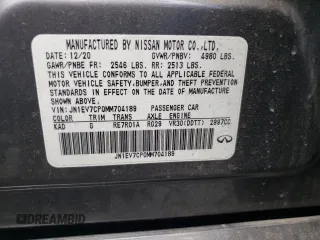 MANUFACTURED BY NISSAN MOTOR CO.,LTD.
DATE: 12/20 GVWR/PNBV: 4980 LBS.
GAWR/PNBE FR: 2546 LBS. RR: 2513 LBS.
THIS VEHICLE CONFORMS TO ALL APPLICABLE FEDERAL
MOTOR VEHICLE SAFETY, BUMPER, AND THEFT PREVENTION
STANDARDS IN EFFECT ON THE DATE OF MANUFACTURE
SHOWN ABOVE.
VIN: JN1EV7CP0MM704189 PASSENGER CAR
COLOR TRIM TRANS AXLE ENGINE
KAD G RE7R01A RG29 VR30(DDTT) 2997CC
JN1EV7CP0MM704189
INFINITI